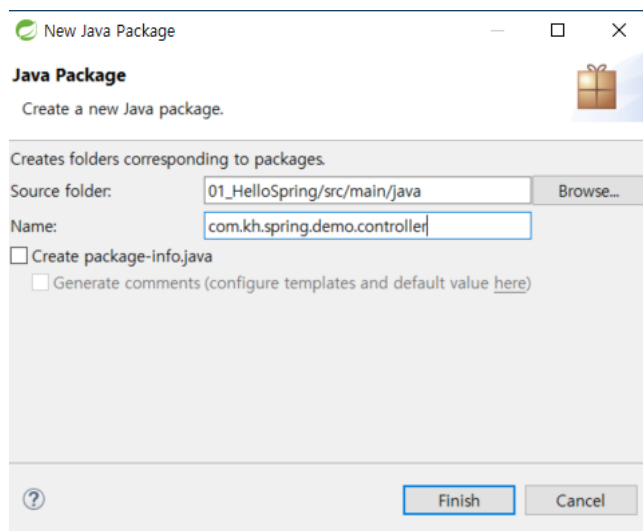 New Java Package
Java Package
Create a new Java package.
Creates folders corresponding to packages.
Source folder: 01_HelloSpring/src/main/java Browse...
Name: com.kh.spring.demo.controller
Create package-info.java
Generate comments (configure templates and default value here)
? Finish Cancel